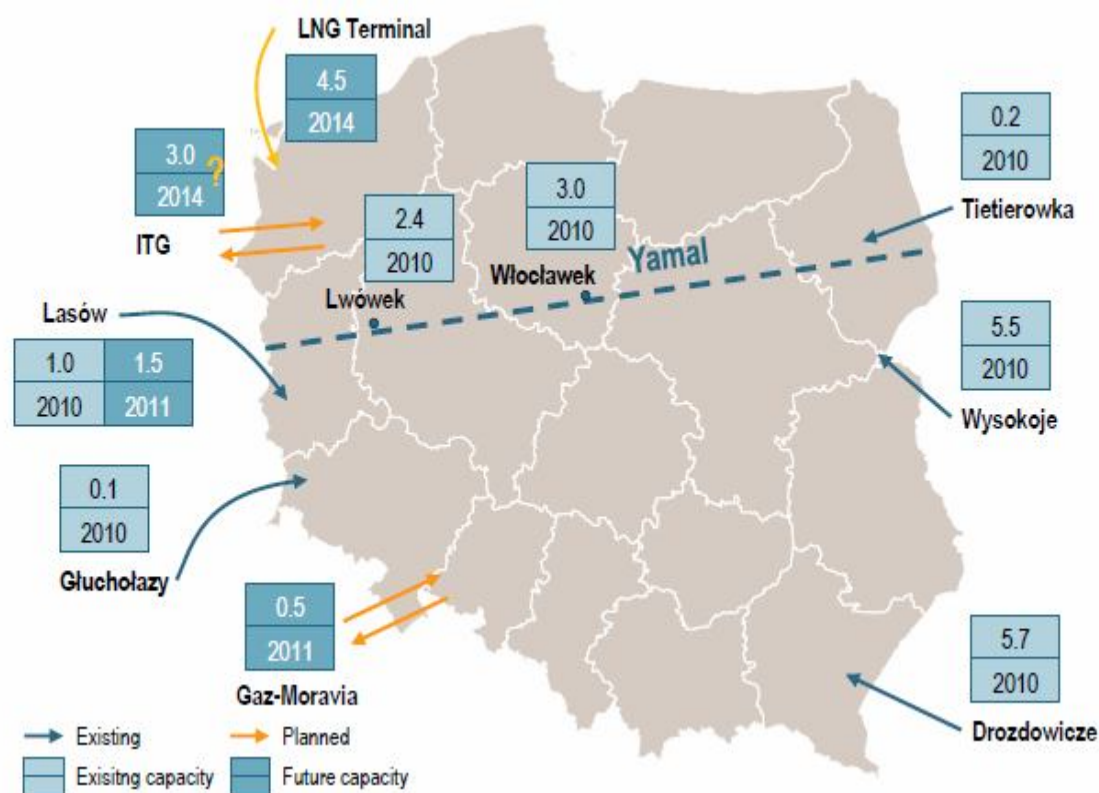 LNG Terminal
4.5
2014
3.0
?
2014
ITG
2.4
2010
Lwówek
3.0
2010
Włocławek
Yamal
0.2
2010
Tietierowka
5.5
2010
Wysokoje
Lasów
1.0 1.5
2010 2011
0.1
2010
Głuchołazy
0.5
2011
Gaz-Moravia
5.7
2010
Drozdowicze
Existing
Planned
Exisitng capacity
Future capacity